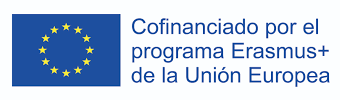 Cofinanciado por el
programa Erasmus+
de la Unión Europea